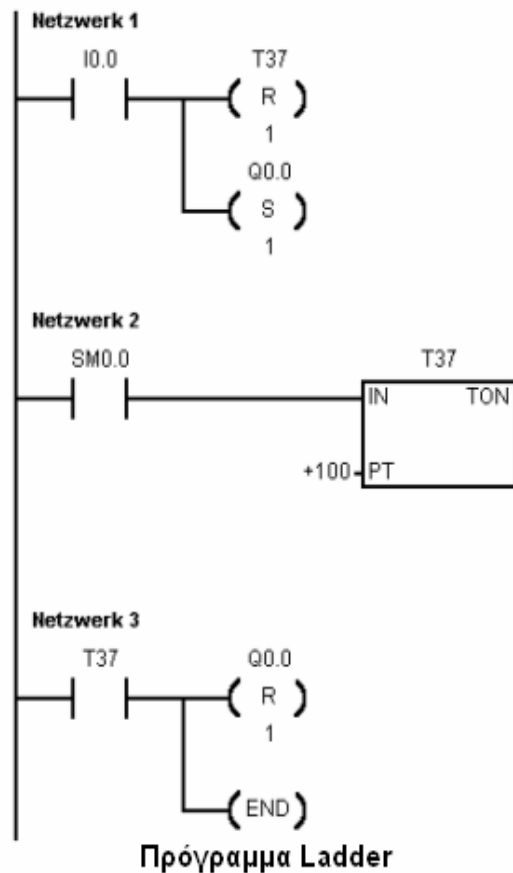 Netzwerk 1
I0.0 T37
R
1
Q0.0
S
1
Netzwerk 2
SM0.0 T37
IN TON
+100 PT
Netzwerk 3
T37 Q0.0
R
1
END
Πρόγραμμα Ladder